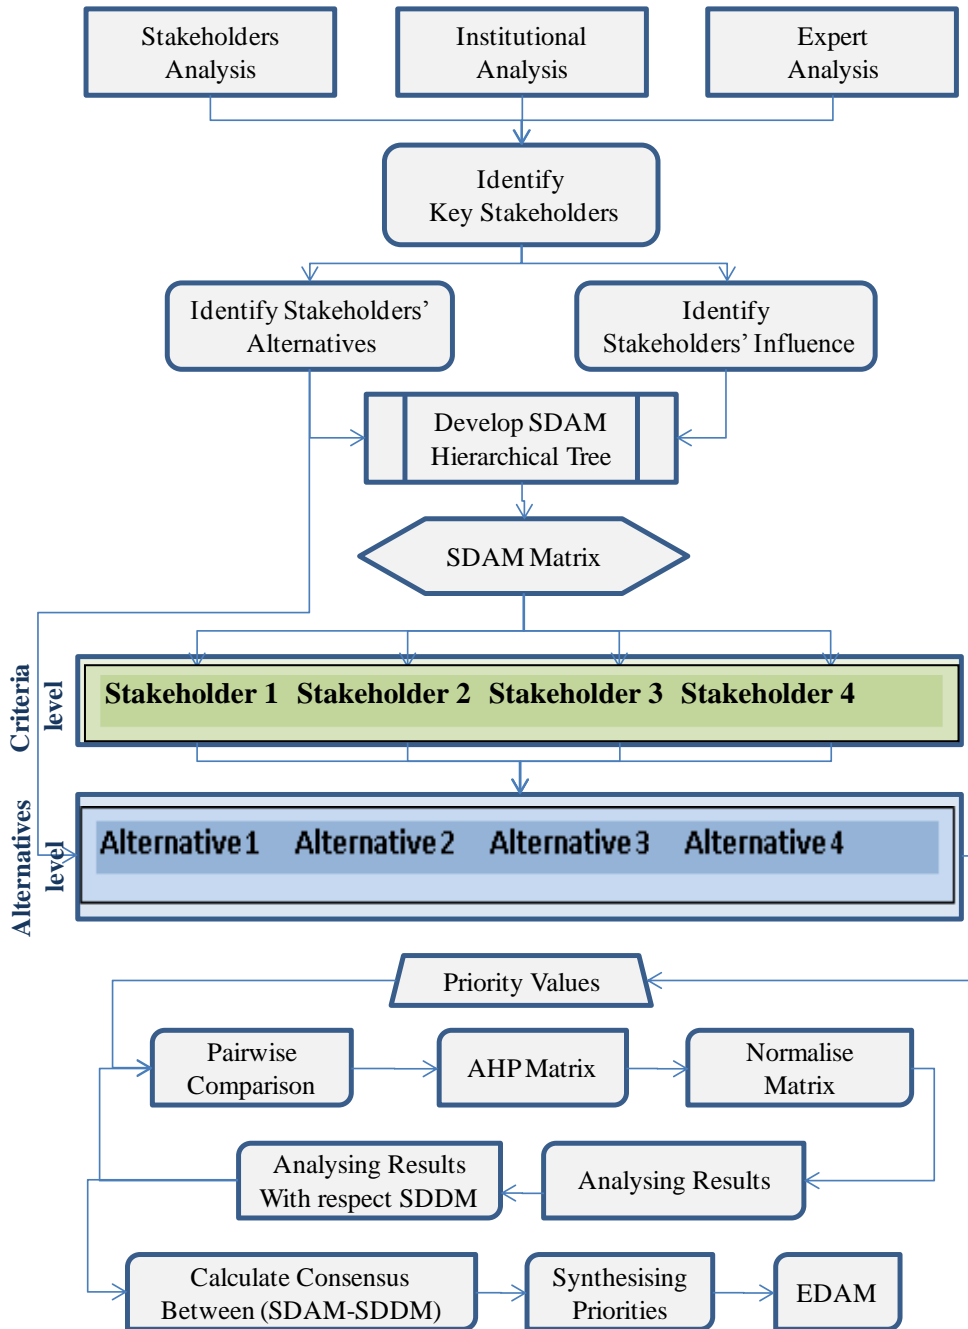 Stakeholders
Analysis
Institutional
Analysis
Expert
Analysis
Identify
Key Stakeholders
Identify Stakeholders’
Alternatives
Identify
Stakeholders’ Influence
Develop SDAM
Hierarchical Tree
SDAM Matrix
Criteria
level
Stakeholder 1 Stakeholder 2 Stakeholder 3 Stakeholder 4
Alternatives
level
Alternative 1 Alternative 2 Alternative 3 Alternative 4
Priority Values
Pairwise
Comparison
AHP Matrix
Normalise
Matrix
Analysing Results
With respect SDDM
Analysing Results
Calculate Consensus
Between (SDAM-SDDM)
Synthesising
Priorities
EDAM